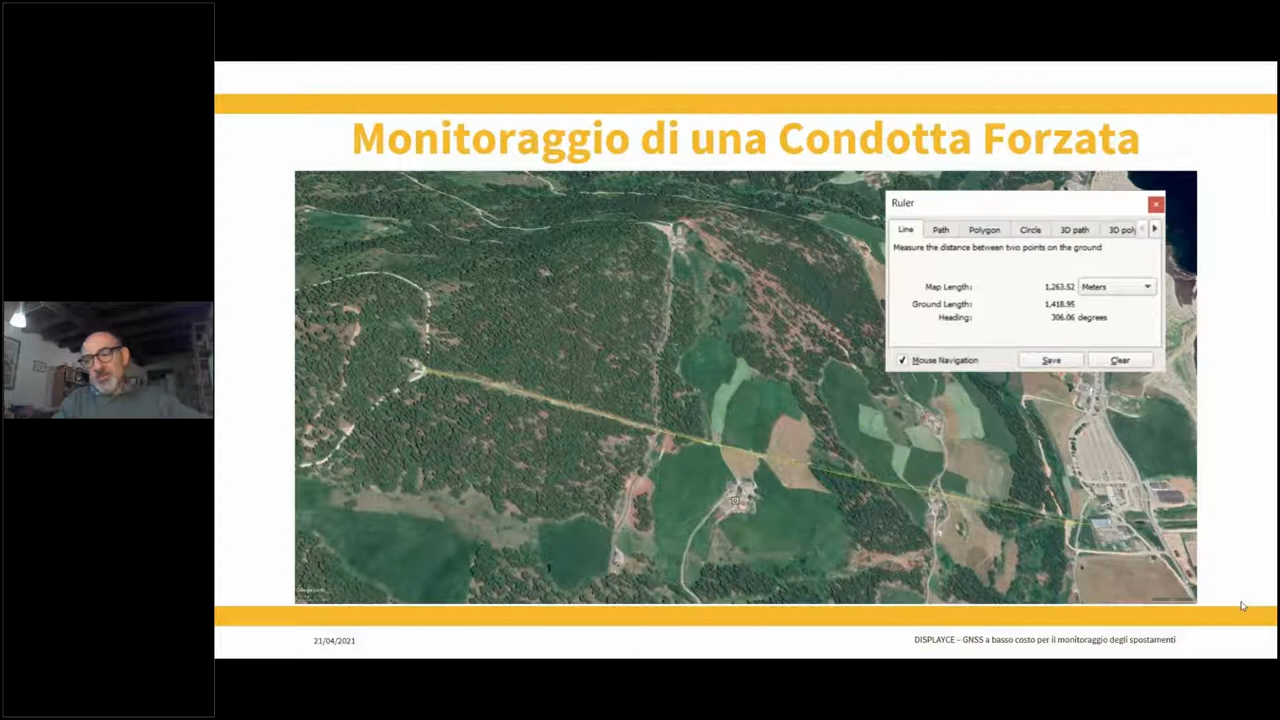 Monitoraggio di una Condotta Forzata
Ruler
Line Path Polygon Circle 3D path 3D poly
Measure the distance between two points on the ground
Map Length: 1,263.52 Meters
Ground Length: 1,418.95
Heading: 306.06 degrees
Mouse Navigation Save Clear
21/04/2021
DISPLAYCE – GNSS a basso costo per il monitoraggio degli spostamenti